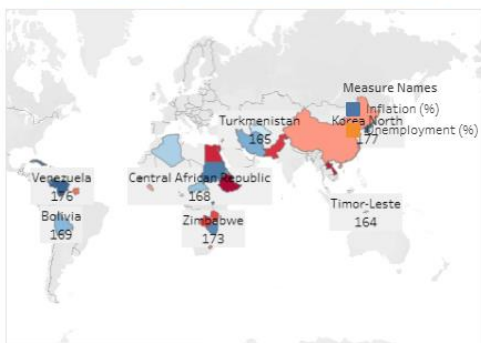 Measure Names
Inflation (%)
Unemployment (%)
Turkmenistan
165
Korea North
177
Venezuela
176
Central African Republic
168
Bolivia
169
Zimbabwe
173
Timor-Leste
164